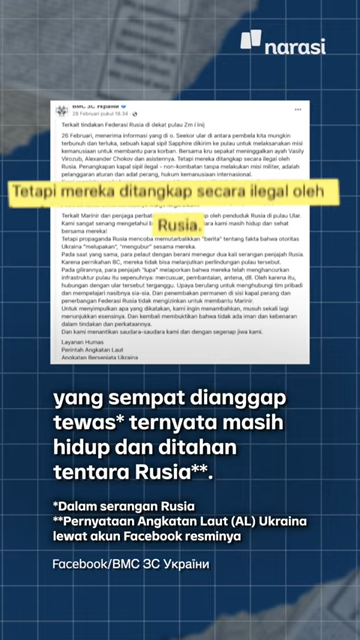 narasi
ВМС ЗС України
28 Februari pukul 18.34
Terkait tindakan Federasi Rusia di dekat pulau Zm i Inj
26 Februari, menerima informasi yang di o. Seekor ular di antara pembela kita mungkin
terbunuh dan terluka, sebuah kapal sipil Sapphire dikirim ke pulau untuk melaksanakan misi
kemanusiaan untuk membantu para korban. Bersama kru sepakat meninggalkan ayah Vasily
Virozub, Alexander Chokov dan asistennya. Tetapi mereka ditangkap secara ilegal oleh
Rusia. Penangkapan kapal sipil ilegal - non-kombatan tanpa melakukan misi militer, adalah
pelanggaran aturan dan adat perang, hukum kemanusiaan internasional.
Tetapi mereka ditangkap secara ilegal oleh
Rusia.
Terkait Marinir dan penjaga perbatasan oleh penduduk Rusia di pulau Ular.
Kami sangat senang mengetahui kami masih hidup dan sehat
bersama mereka!
Tetapi propaganda Rusia mencoba memutarbalikkan "berita" tentang fakta bahwa otoritas
Ukraina "melupakan", "mengubur" sesama mereka.
Pada saat yang sama, para pelaut dengan berani memegur dua kali serangan penjajah Rusia.
Karena pernikahan BC, mereka tidak bisa melanjutkan perlindungan pulau tersebut.
Pada gilirannya, para penjajah "lupa" melaporkan bahwa mereka telah menghancurkan
infrastruktur pulau itu sepenuhnya: mercusuar, pembantaian, antena, dll. Oleh karena itu,
hubungan dengan ular tersebut terganggu. Upaya berulang untuk menghubungi tim pribadi
dan mempelajari nasibnya sia-sia. Dan penembakan permanen di sisi kapal perang dan
penerbangan Federasi Rusia tidak mengizinkan untuk membantu Marinir.
Untuk menyimpulkan apa yang dikatakan, kami ingin menambahkan, musuh sekali lagi
menunjukkan esensinya. Dan kembali membuktikan bahwa tidak ada iman dan kebenaran
dalam tindakan dan perkataannya.
Dan kami menantikan saudara-saudara kami dan dengan segenap jiwa kami.
Layanan Humas
Perintah Angkatan Laut
Angkatan Bersenjata Ukraina
yang sempat dianggap
tewas* ternyata masih
hidup dan ditahan
tentara Rusia**.
*Dalam serangan Rusia
**Pernyataan Angkatan Laut (AL) Ukraina
lewat akun Facebook resminya
Facebook/ВМС ЗС України